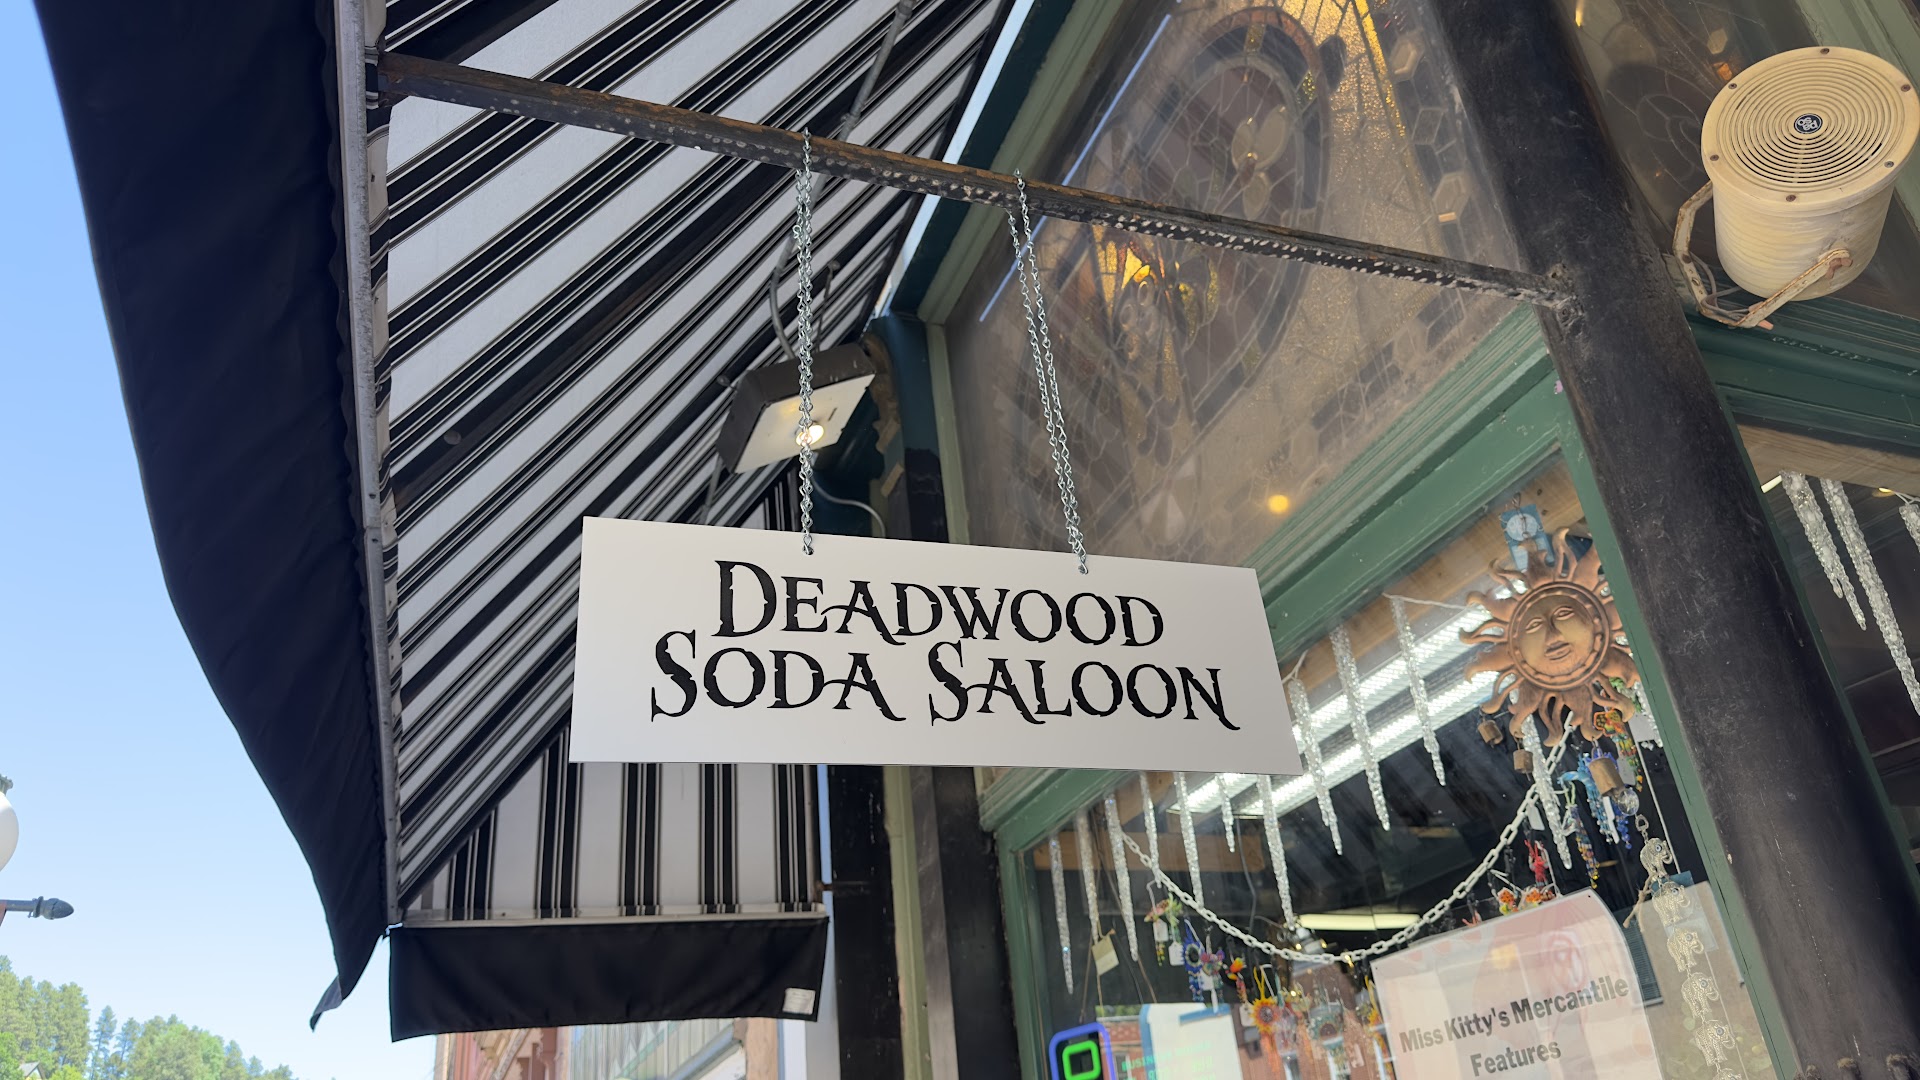 DEADWOOD
SODA SALOON
Miss Kitty's Mercantile
Features